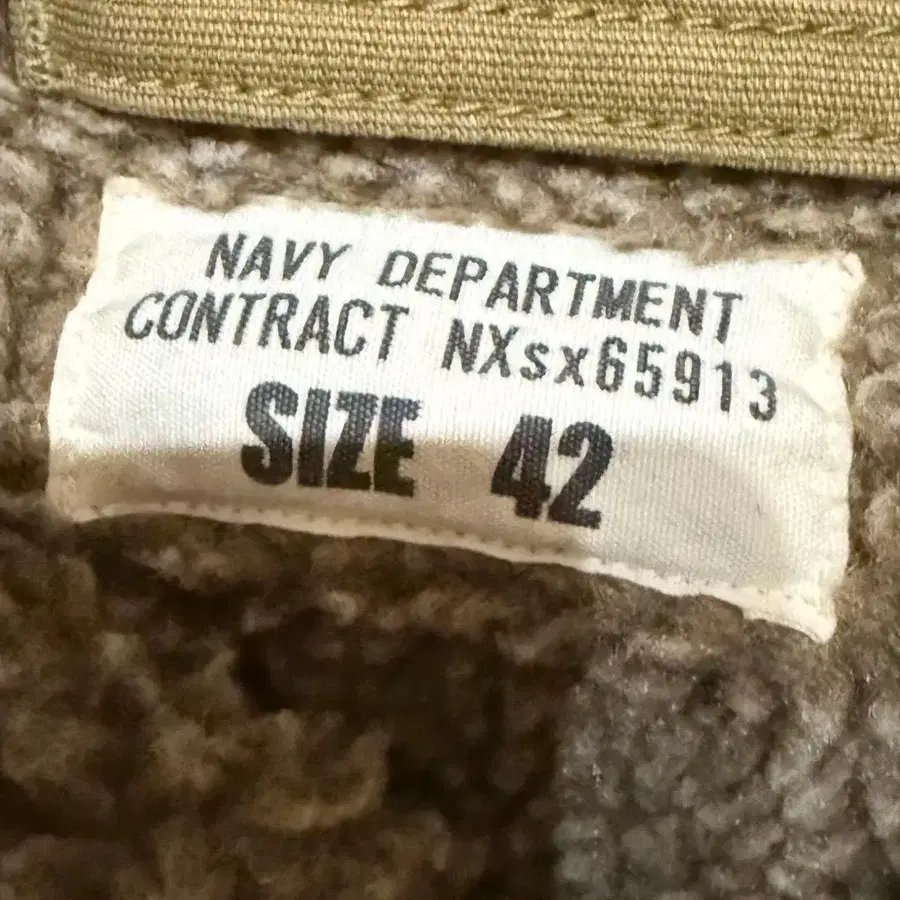 NAVY DEPARTMENT
CONTRACT NXsx65913
SIZE 42